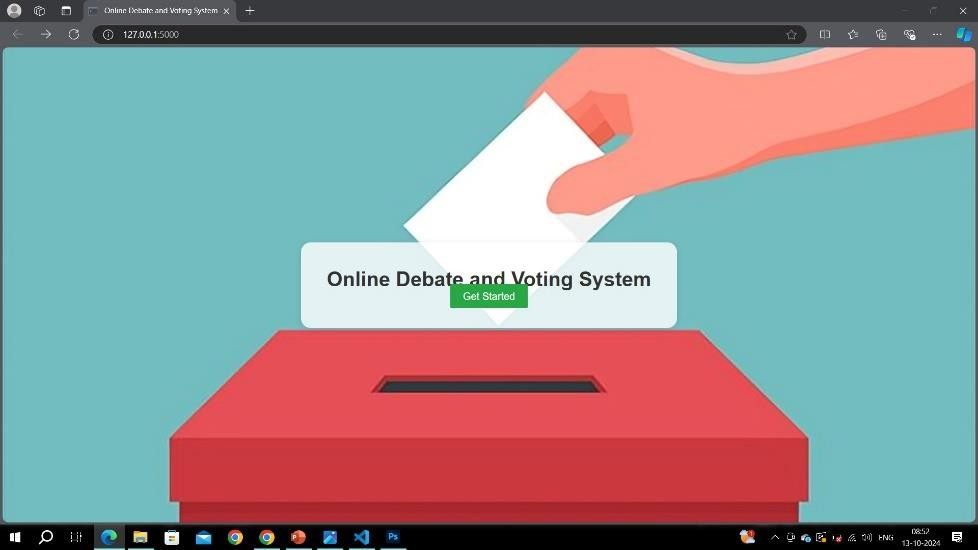 Online Debate and Voting System
127.0.0.1:5000
Online Debate and Voting System
Get Started
ENG
08:52
13-10-2024